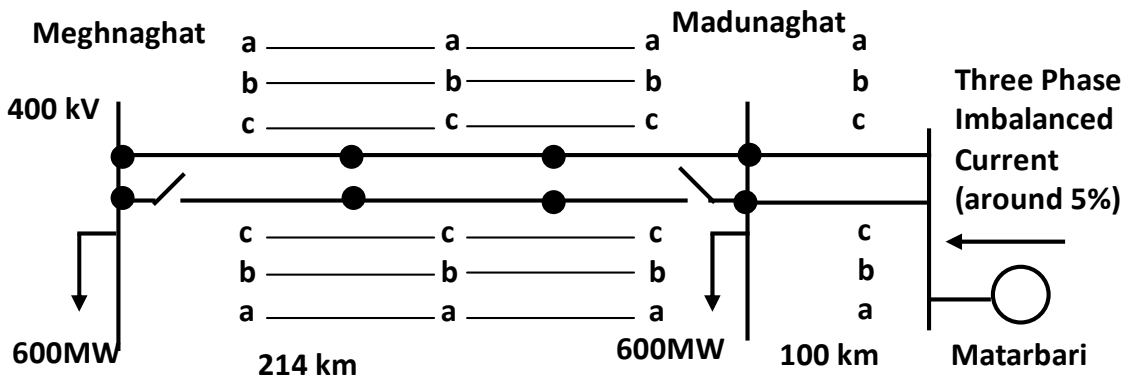 Meghnaghat
Madunaghat
a a a a
b b b b
c c c c
400 kV
Three Phase
Imbalanced
Current
(around 5%)
c c c c
b b b b
a a a a
600MW
214 km
600MW
100 km
Matarbari